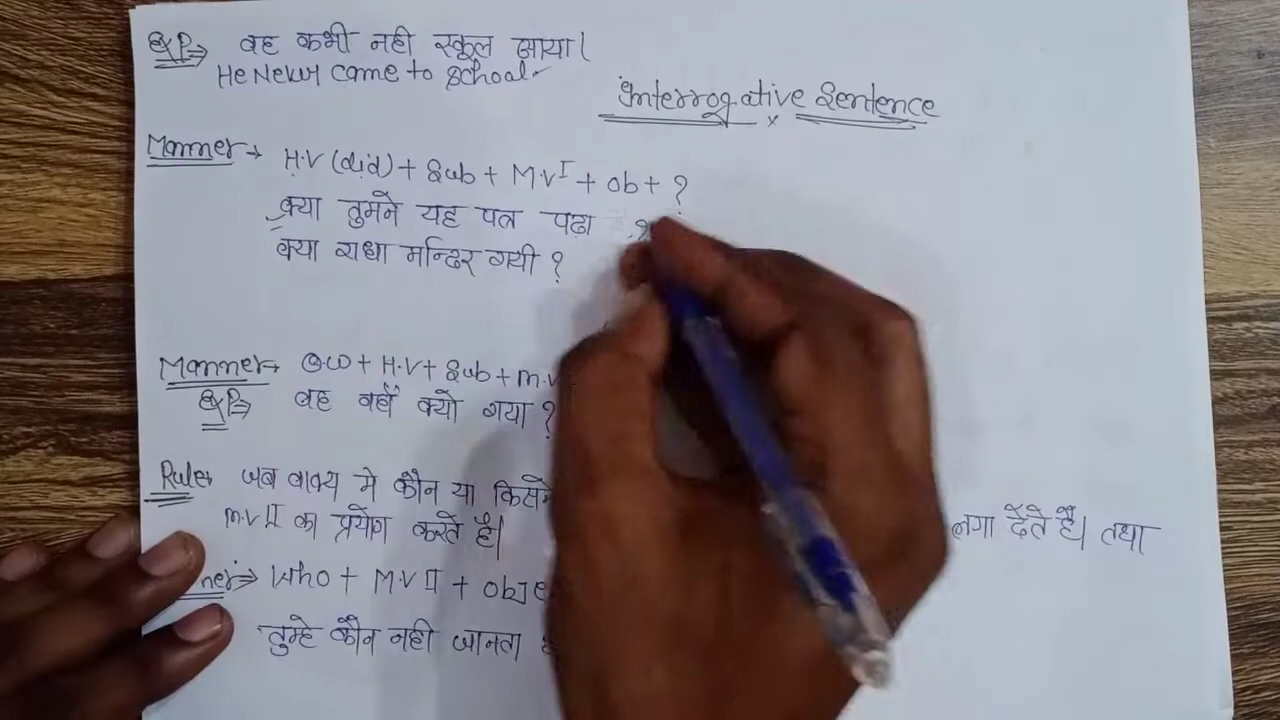 Exp⇒ वह कभी नही स्कूल आया।
He Never came to School.
Interrogative Sentence
Manner→ H.V (did) + Sub + M.V I + ob + ?
क्या तुमने यह पत्र पढा
क्या राधा मन्दिर गयी ?
Manner→ Q.W + H.V + Sub + m.v
Exp⇒ वह वहाँ क्यो गया ?
Rule→ जब वाक्य मे कौन या किसने लगा देते है। तथा
M.V II का प्रयोग करते है।
ner⇒ Who + M.V II + obje
तुम्हे कौन नही जानता